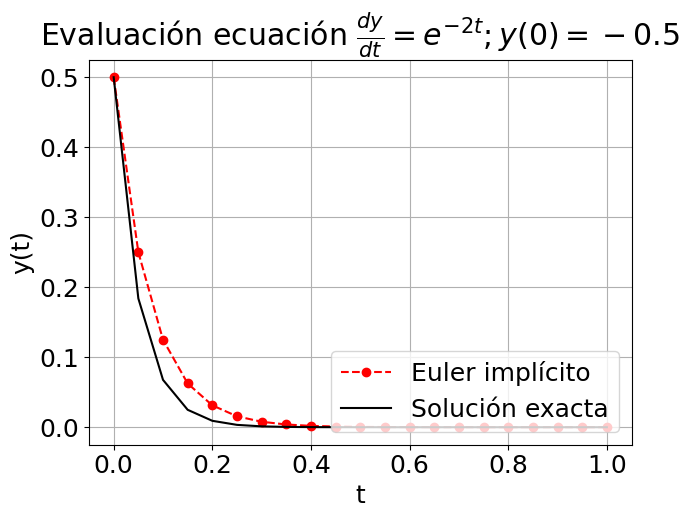 Evaluación ecuación $\frac{dy}{dt} = e^{-2t}; y(0) = -0.5$
0.5
0.4
0.3
0.2
0.1
0.0
y(t)
Euler implícito
Solución exacta
0.0 0.2 0.4 0.6 0.8 1.0
t